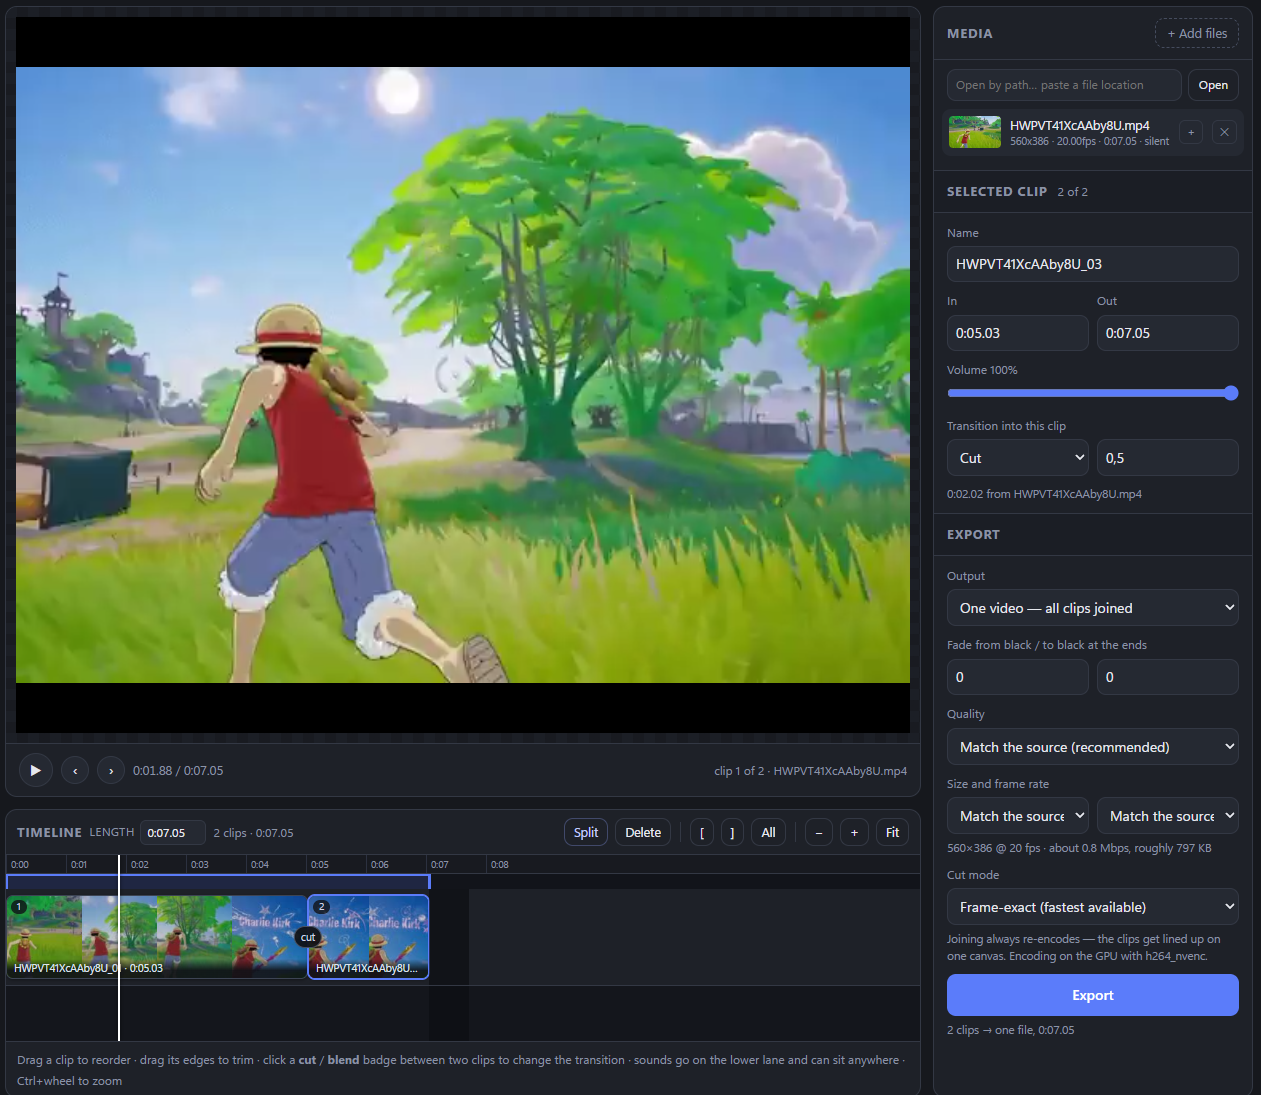 MEDIA
+ Add files
Open by path... paste a file location
Open
HWPVT41XcAAby8U.mp4
560x386 · 20.00fps · 0:07.05 · silent
+
SELECTED CLIP 2 of 2
Name
HWPVT41XcAAby8U_03
In Out
0:05.03 0:07.05
Volume 100%
Transition into this clip
Cut 0,5
0:02.02 from HWPVT41XcAAby8U.mp4
EXPORT
Output
One video — all clips joined
Fade from black / to black at the ends
0 0
Quality
Match the source (recommended)
Size and frame rate
Match the source Match the source
560×386 @ 20 fps · about 0.8 Mbps, roughly 797 KB
Cut mode
Frame-exact (fastest available)
Joining always re-encodes — the clips get lined up on
one canvas. Encoding on the GPU with h264_nvenc.
Export
2 clips → one file, 0:07.05
0:01.88 / 0:07.05
clip 1 of 2 · HWPVT41XcAAby8U.mp4
TIMELINE LENGTH 0:07.05 2 clips · 0:07.05
Split Delete [ ] All − + Fit
0:00 0:01 0:02 0:03 0:04 0:05 0:06 0:07 0:08
1 2
Charlie Kirk Charlie Kirk Charlie Kirk
cut
HWPVT41XcAAby8U_01 · 0:05.03 HWPVT41XcAAby8U...
Drag a clip to reorder · drag its edges to trim · click a cut / blend badge between two clips to change the transition · sounds go on the lower lane and can sit anywhere ·
Ctrl+wheel to zoom